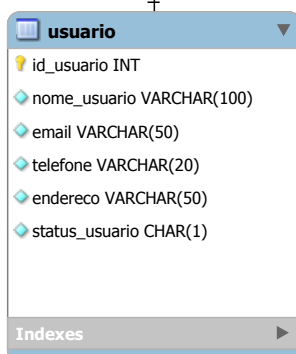 usuario
id_usuario INT
nome_usuario VARCHAR(100)
email VARCHAR(50)
telefone VARCHAR(20)
endereco VARCHAR(50)
status_usuario CHAR(1)
Indexes